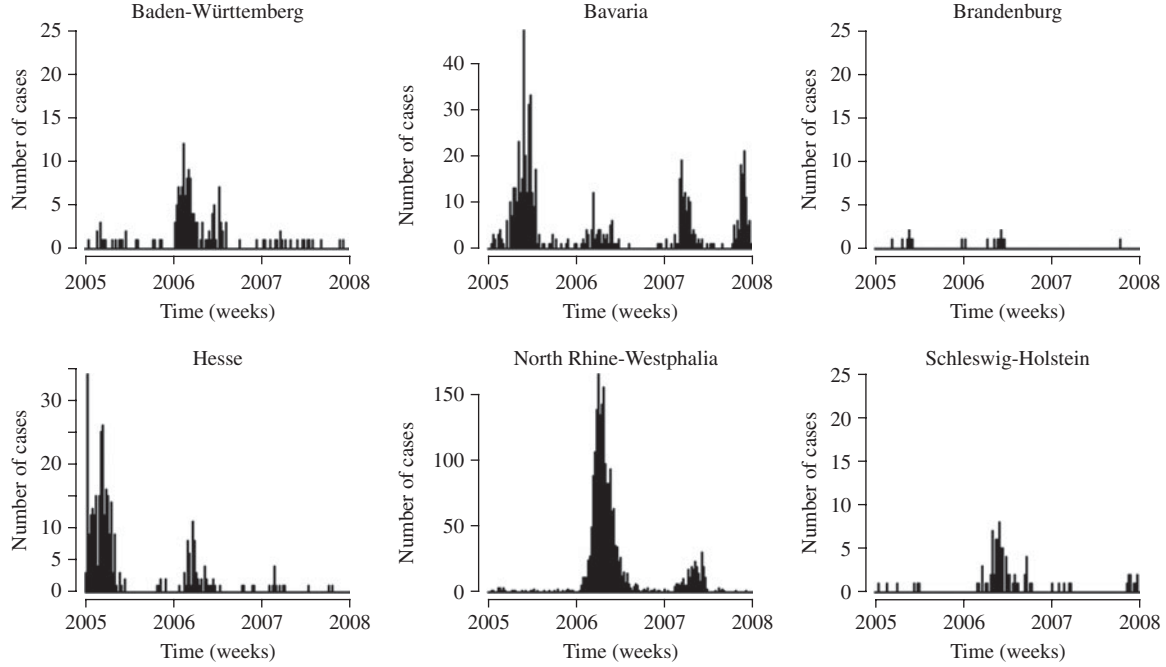 Baden-Württemberg
Bavaria
Brandenburg
Number of cases
25
20
15
10
5
0
2005 2006 2007 2008
Time (weeks)
Number of cases
40
30
20
10
0
2005 2006 2007 2008
Time (weeks)
Number of cases
25
20
15
10
5
0
2005 2006 2007 2008
Time (weeks)
Hesse
North Rhine-Westphalia
Schleswig-Holstein
Number of cases
30
20
10
5
0
2005 2006 2007 2008
Time (weeks)
Number of cases
150
100
50
0
2005 2006 2007 2008
Time (weeks)
Number of cases
25
20
15
10
5
0
2005 2006 2007 2008
Time (weeks)